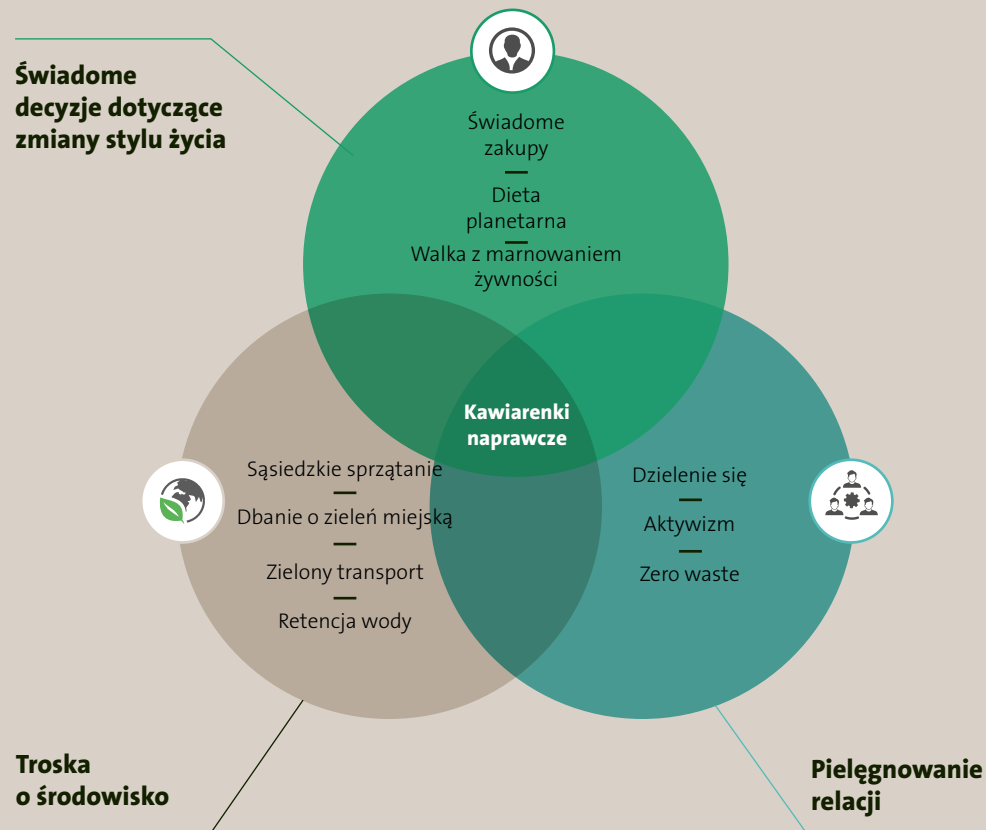 Świadome
decyzje dotyczące
zmiany stylu życia
Świadome
zakupy
Dieta
planetarna
Walka z marnowaniem
żywności
Kawiarenki
naprawcze
Sąsiedzkie sprzątanie
Dbanie o zieleń miejską
Zielony transport
Retencja wody
Dzielenie się
Aktywizm
Zero waste
Troska
o środowisko
Pielęgnowanie
relacji